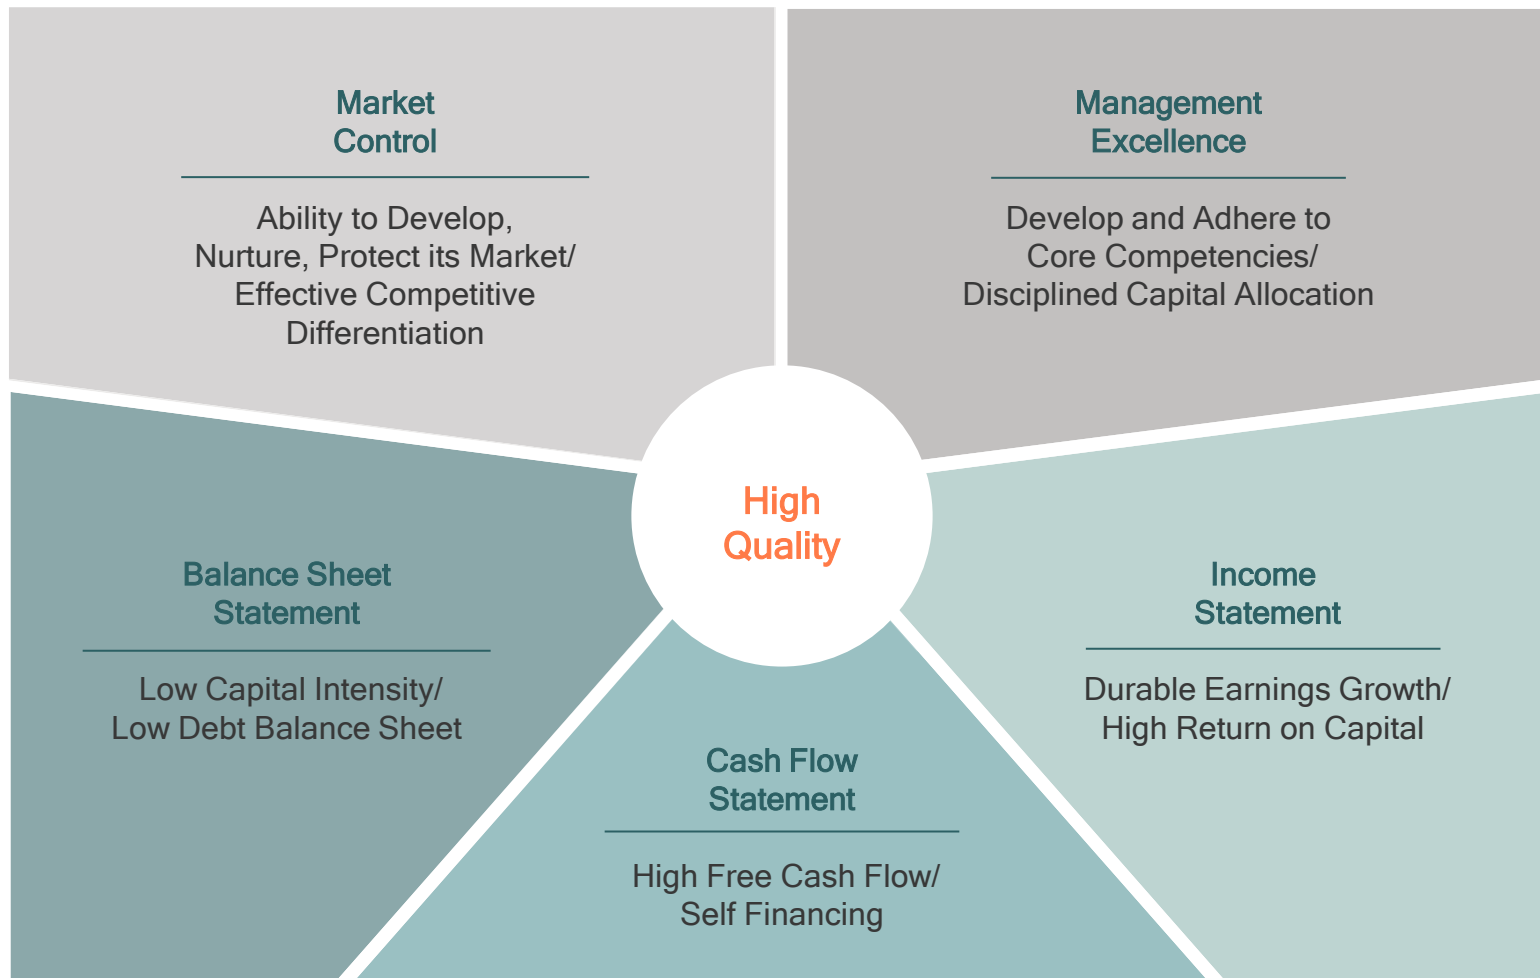 Market
Control
Ability to Develop,
Nurture, Protect its Market/
Effective Competitive
Differentiation
Management
Excellence
Develop and Adhere to
Core Competencies/
Disciplined Capital Allocation
High
Quality
Balance Sheet
Statement
Low Capital Intensity/
Low Debt Balance Sheet
Income
Statement
Durable Earnings Growth/
High Return on Capital
Cash Flow
Statement
High Free Cash Flow/
Self Financing